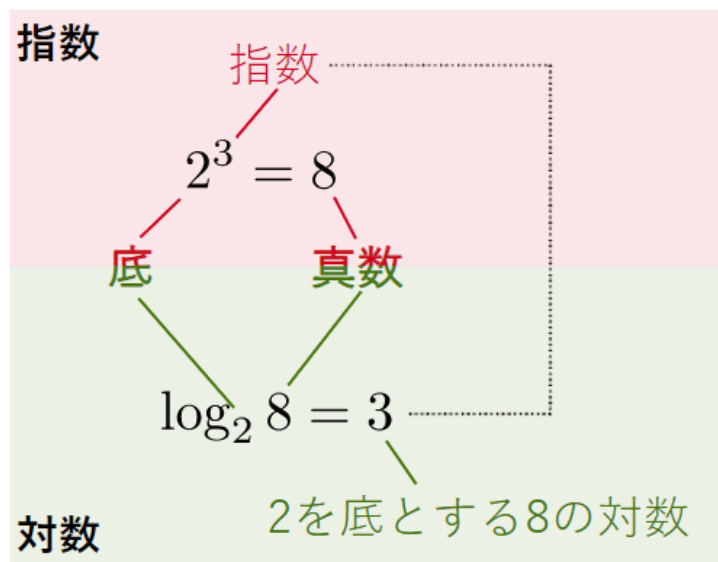 指数
指数
2³ = 8
底 真数
log₂ 8 = 3
2を底とする8の対数
対数